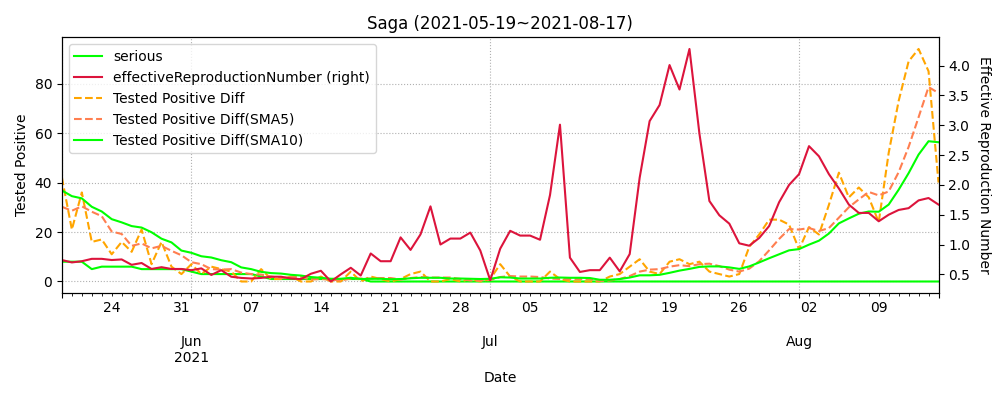 Saga (2021-05-19~2021-08-17)
serious
effectiveReproductionNumber (right)
Tested Positive Diff
Tested Positive Diff(SMA5)
Tested Positive Diff(SMA10)
Tested Positive
80
60
40
20
0
Effective Reproduction Number
4.0
3.5
3.0
2.5
2.0
1.5
1.0
0.5
24 31 07 14 21 28 05 12 19 26 02 09
Jun Jul Aug
2021
Date